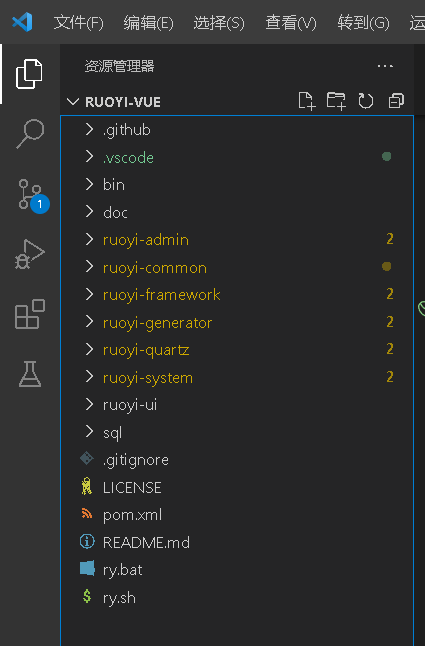 文件(F) 编辑(E) 选择(S) 查看(V) 转到(G) 运
资源管理器
RUOYI-VUE
.github
.vscode
bin
doc
ruoyi-admin 2
ruoyi-common
ruoyi-framework 2
ruoyi-generator 2
ruoyi-quartz 2
ruoyi-system 2
ruoyi-ui
sql
.gitignore
LICENSE
pom.xml
README.md
ry.bat
ry.sh
1